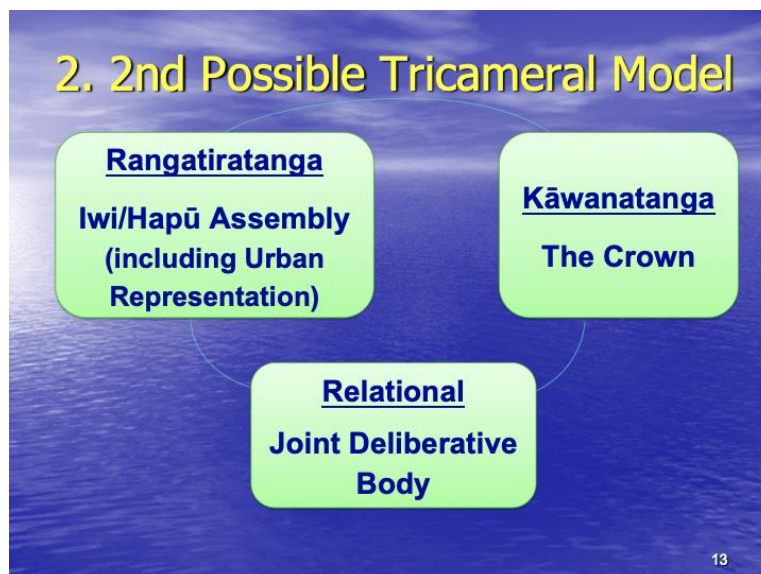 2. 2nd Possible Tricameral Model
Rangatiratanga
Iwi/Hapū Assembly
(including Urban
Representation)
Kāwanatanga
The Crown
Relational
Joint Deliberative
Body
13